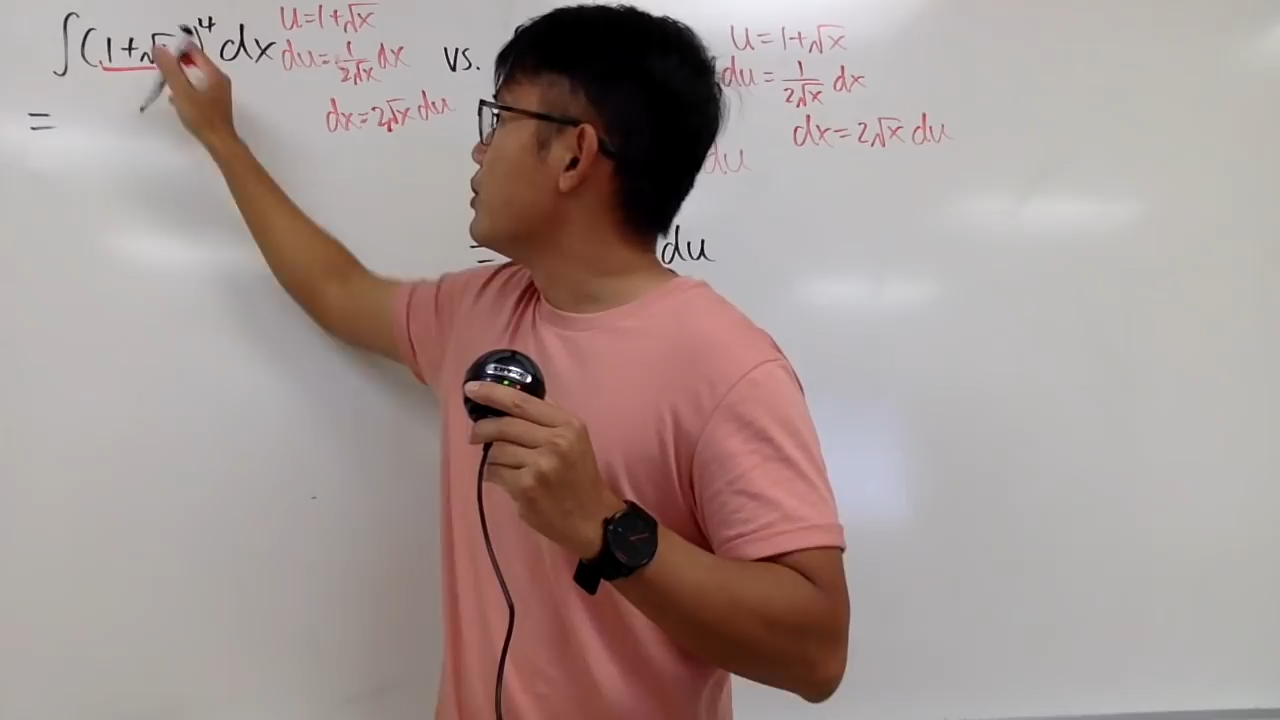 ∫(1+√ )⁴ dx
u=1+√x
du= 1/(2√x) dx
dx=2√x du
=
vs.
u=1+√x
du= 1/(2√x) dx
dx=2√x du
du
= du
SHURE